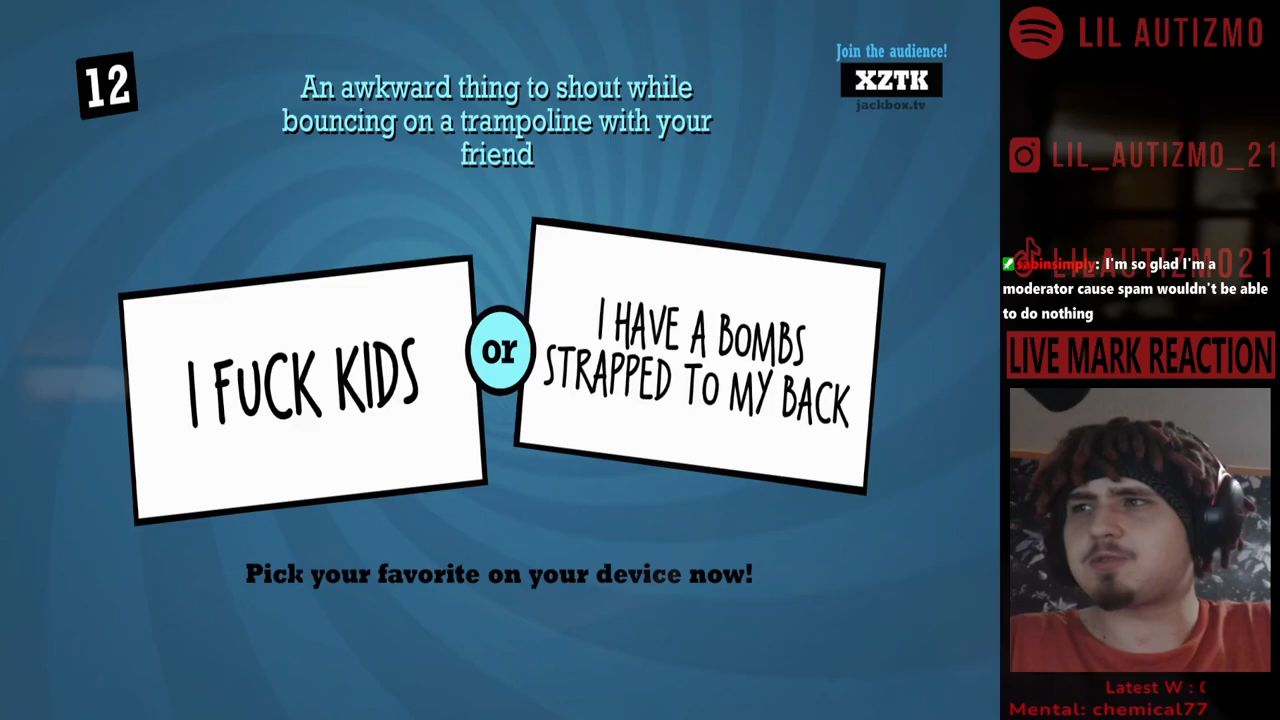 12
An awkward thing to shout while
bouncing on a trampoline with your
friend
Join the audience!
XZTK
jackbox.tv
I FUCK KIDS
or
I HAVE A BOMBS
STRAPPED TO MY BACK
Pick your favorite on your device now!
LIL AUTIZMO
LIL_AUTIZMO_21
LILAUTIZMO21
sabinsimply: I'm so glad I'm a
moderator cause spam wouldn't be able
to do nothing
LIVE MARK REACTION
Latest W :
Mental: chemical77